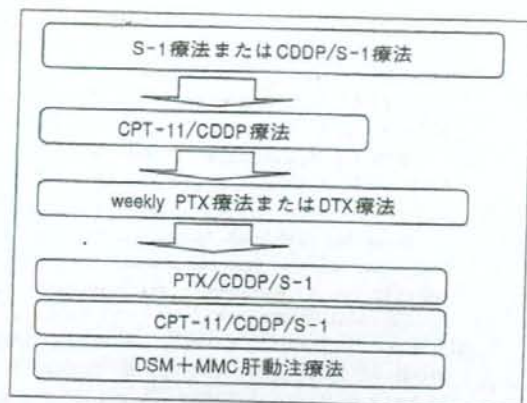 S-1療法またはCDDP/S-1療法
CPT-11/CDDP療法
weekly PTX療法またはDTX療法
PTX/CDDP/S-1
CPT-11/CDDP/S-1
DSM＋MMC肝動注療法